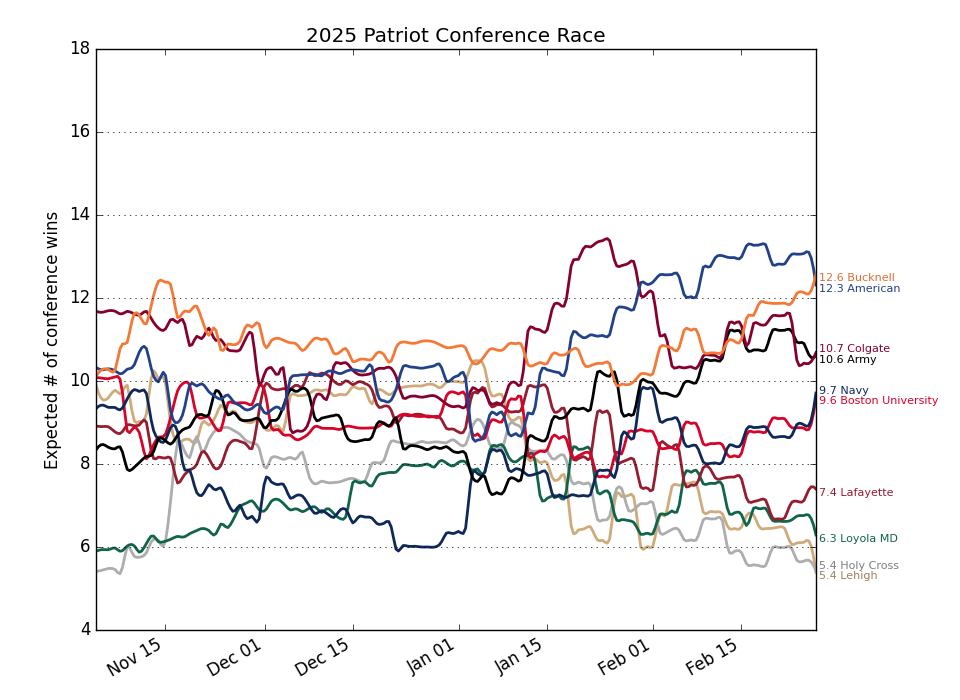 2025 Patriot Conference Race
Expected # of conference wins
18
16
14
12
10
8
6
4
Nov 15
Dec 01
Dec 15
Jan 01
Jan 15
Feb 01
Feb 15
12.6 Bucknell
12.3 American
10.7 Colgate
10.6 Army
9.7 Navy
9.6 Boston University
7.4 Lafayette
6.3 Loyola MD
5.4 Holy Cross
5.4 Lehigh